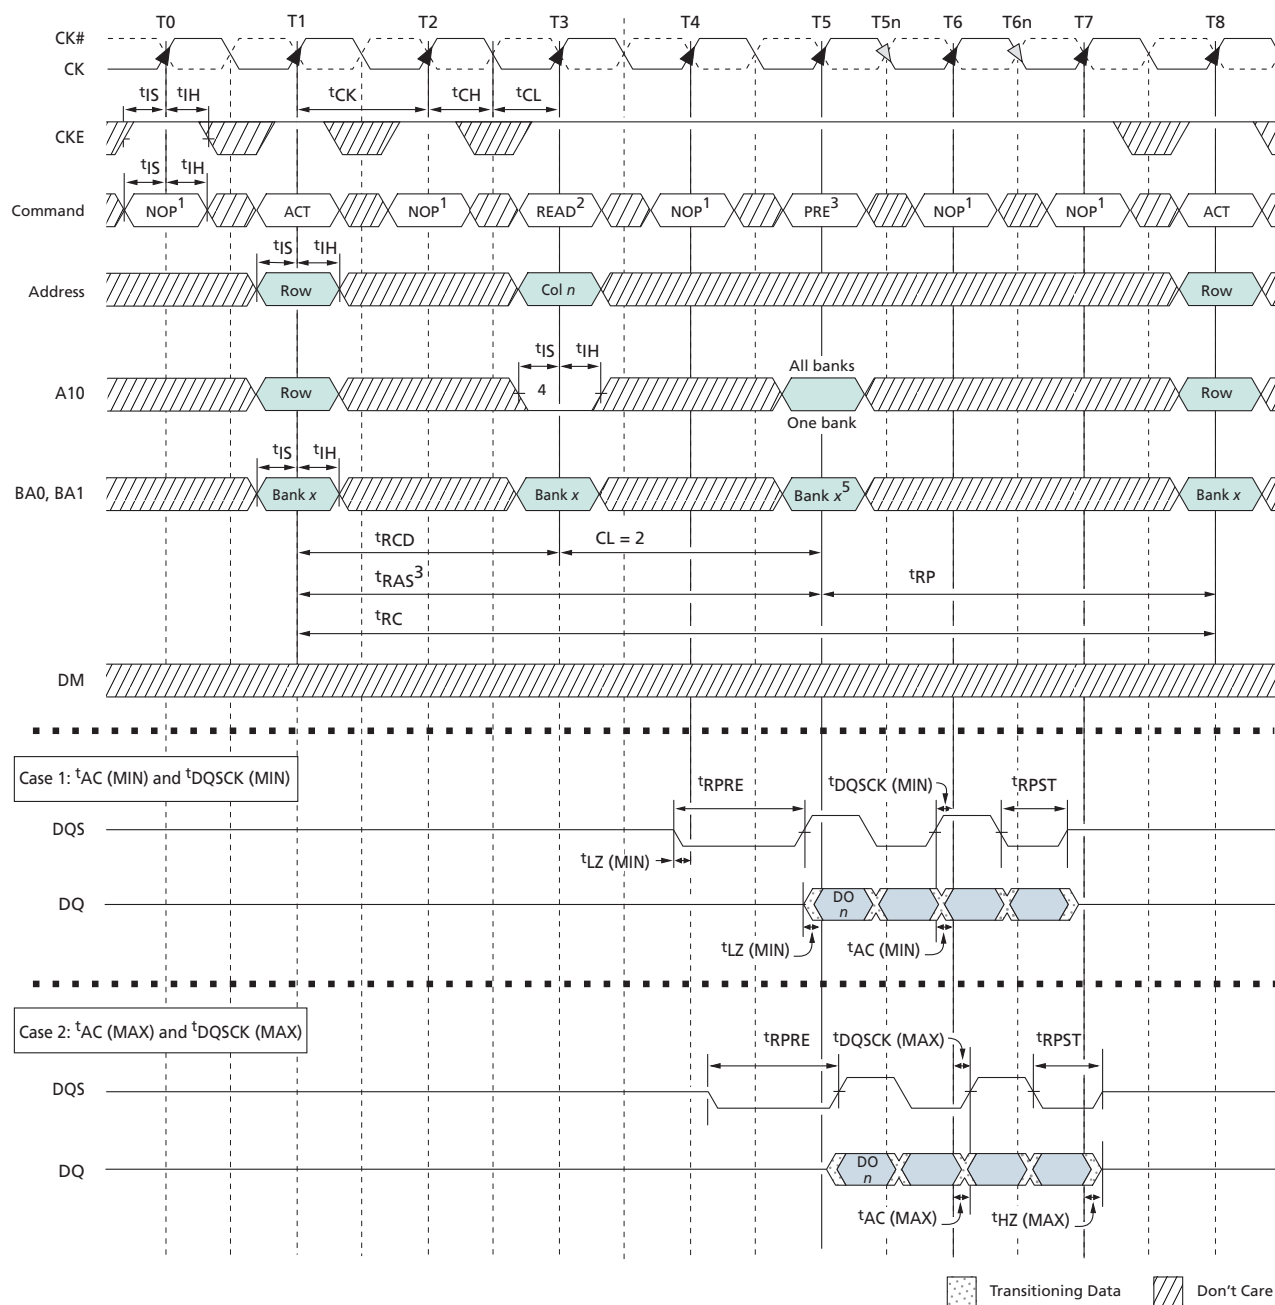 T0 T1 T2 T3 T4 T5 T5n T6 T6n T7 T8
CK#
CK
tIS tIH tCK tCH tCL
CKE
tIS tIH
Command NOP1 ACT NOP1 READ2 NOP1 PRE3 NOP1 NOP1 ACT
tIS tIH
Address Row Col n Row
tIS tIH All banks
A10 Row 4 Row
One bank
tIS tIH
BA0, BA1 Bank x Bank x Bank x5 Bank x
tRCD CL = 2
tRAS3 tRP
tRC
DM
Case 1: tAC (MIN) and tDQSCK (MIN)
tRPRE tDQSCK (MIN) tRPST
DQS
tLZ (MIN)
DQ DO
n
tLZ (MIN) tAC (MIN)
Case 2: tAC (MAX) and tDQSCK (MAX)
tRPRE tDQSCK (MAX) tRPST
DQS
DQ DO
n
tAC (MAX) tHZ (MAX)
Transitioning Data Don't Care